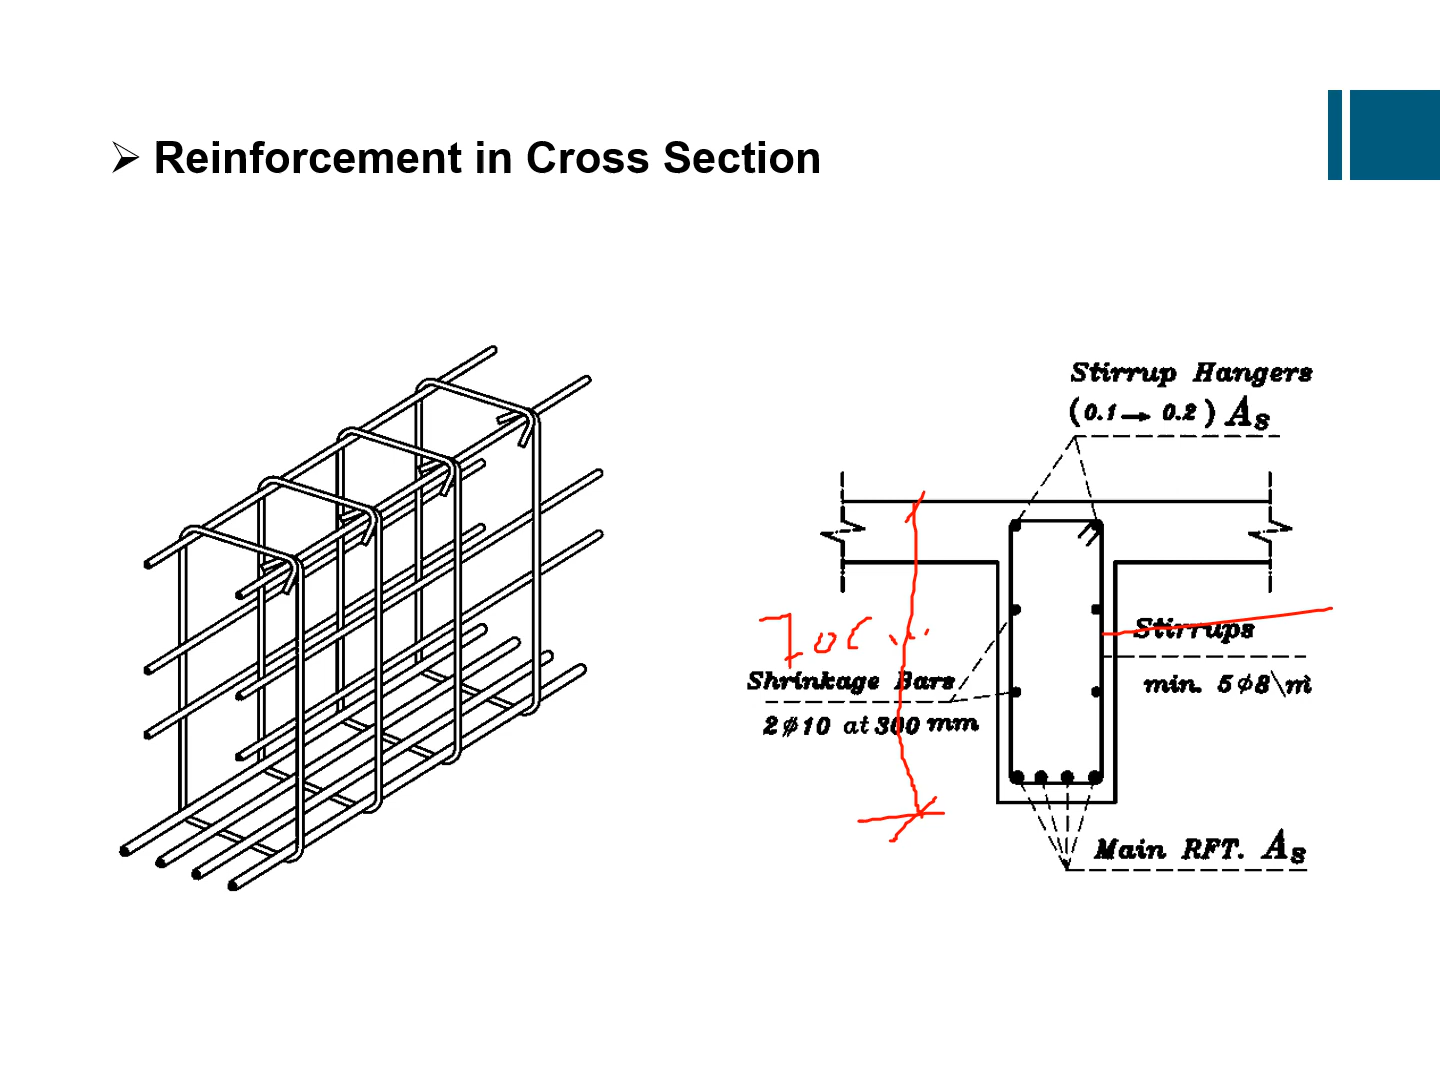 ➢ Reinforcement in Cross Section
Stirrup Hangers
(0.1→ 0.2) As
Stirrups
min. 5ϕ8\m
Shrinkage Bars
2ϕ10 at 300 mm
Main RFT. As